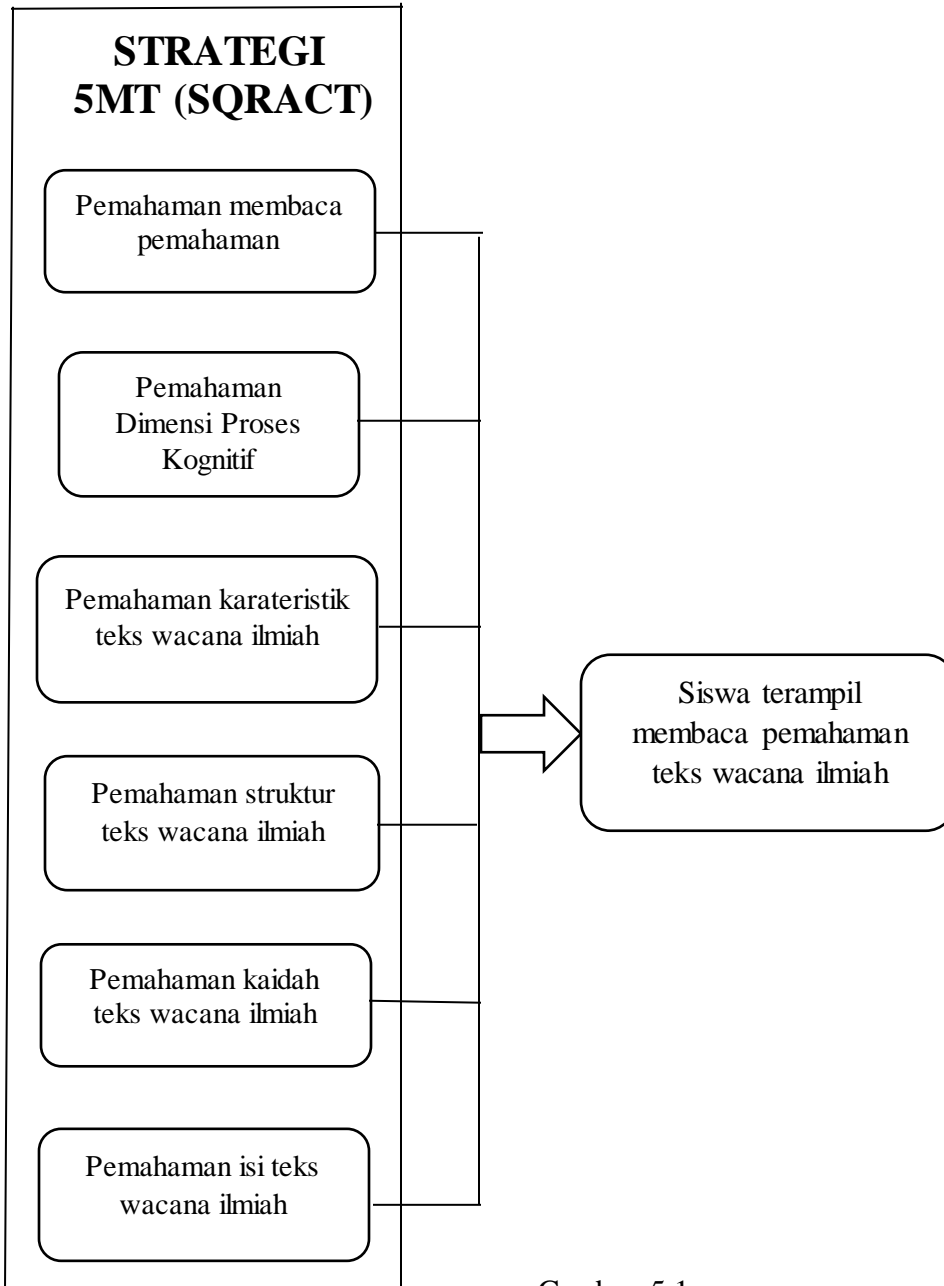 STRATEGI
5MT (SQRACT)
Pemahaman membaca
pemahaman
Pemahaman
Dimensi Proses
Kognitif
Pemahaman karateristik
teks wacana ilmiah
Pemahaman struktur
teks wacana ilmiah
Pemahaman kaidah
teks wacana ilmiah
Pemahaman isi teks
wacana ilmiah
Siswa terampil
membaca pemahaman
teks wacana ilmiah